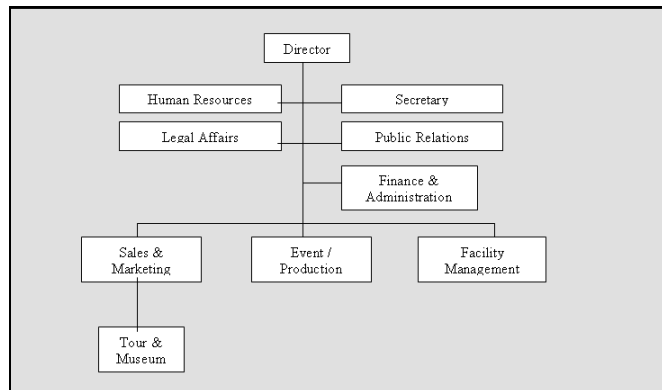 Director
Human Resources
Secretary
Legal Affairs
Public Relations
Finance &
Administration
Sales &
Marketing
Event /
Production
Facility
Management
Tour &
Museum